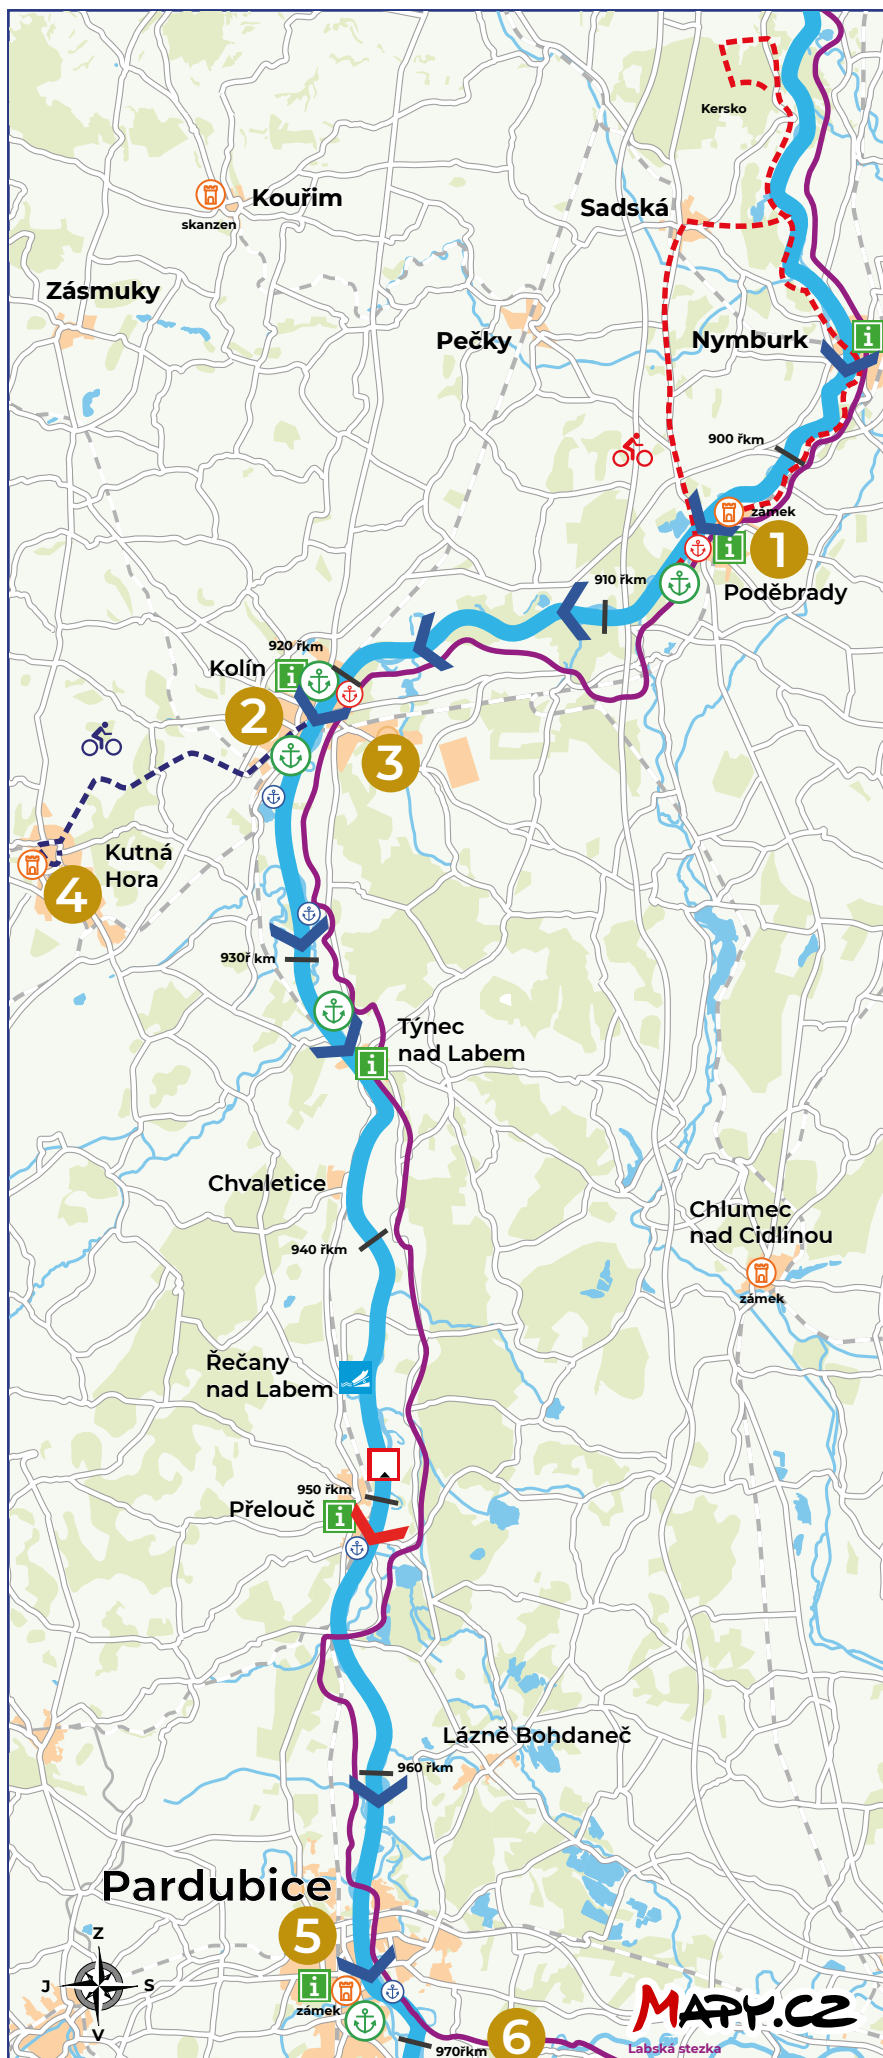 Kersko
Kouřim
skanzen
Sadská
Zásmuky
Pečky
Nymburk
i
900 řkm
zámek
i
1
Poděbrady
910 řkm
920 řkm
Kolín
i
2
3
Kutná
Hora
4
930ř km
Týnec
nad Labem
i
Chvaletice
Chlumec
nad Cidlinou
940 řkm
zámek
Řečany
nad Labem
950 řkm
Přelouč
i
Lázně Bohdaneč
960 řkm
Pardubice
5
Z
J
S
V
i
zámek
MAPY.CZ
6
970řkm
Labská stezka